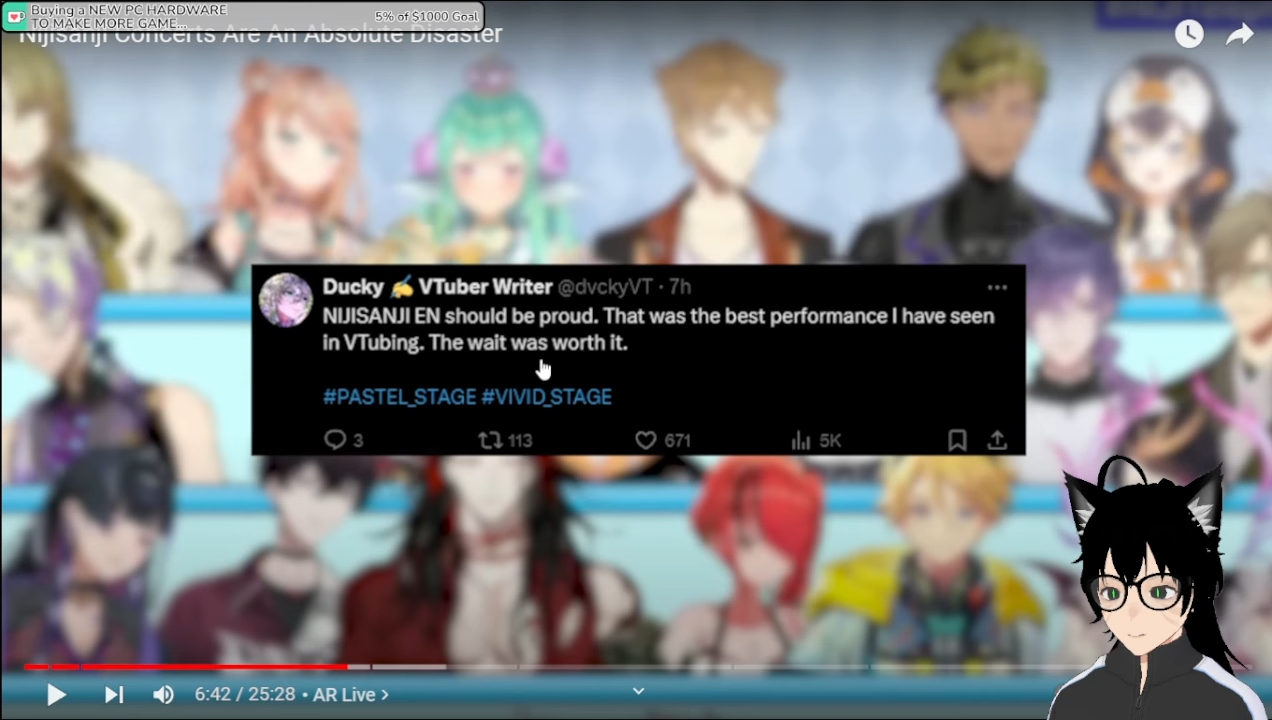 Buying a NEW PC HARDWARE
TO MAKE MORE GAME...
5% of $1000 Goal
Nijisanji Concerts Are An Absolute Disaster
Ducky ✍️ VTuber Writer @dvckyVT · 7h
NIJISANJI EN should be proud. That was the best performance I have seen
in VTubing. The wait was worth it.
#PASTEL_STAGE #VIVID_STAGE
3 113 671 5K
6:42 / 25:28 • AR Live >